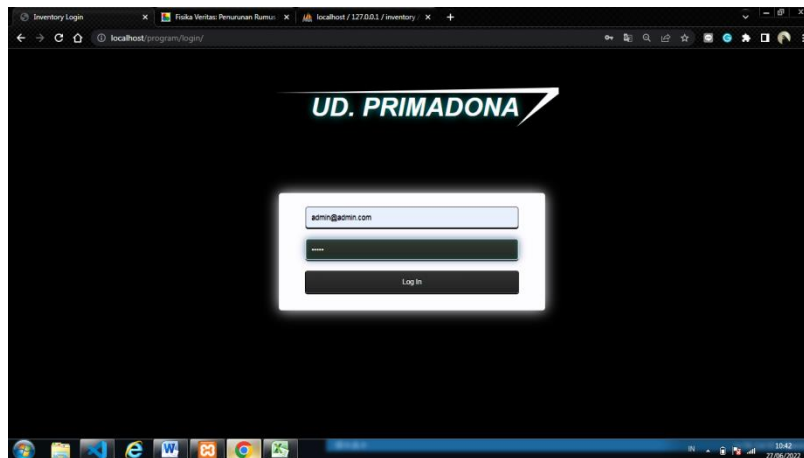 Inventory Login
Fisika Veritas: Penurunan Rumus
localhost / 127.0.0.1 / inventory /
localhost/program/login/
UD. PRIMADONA
admin@admin.com
•••••
Log In
IN
10:42
27/06/2022